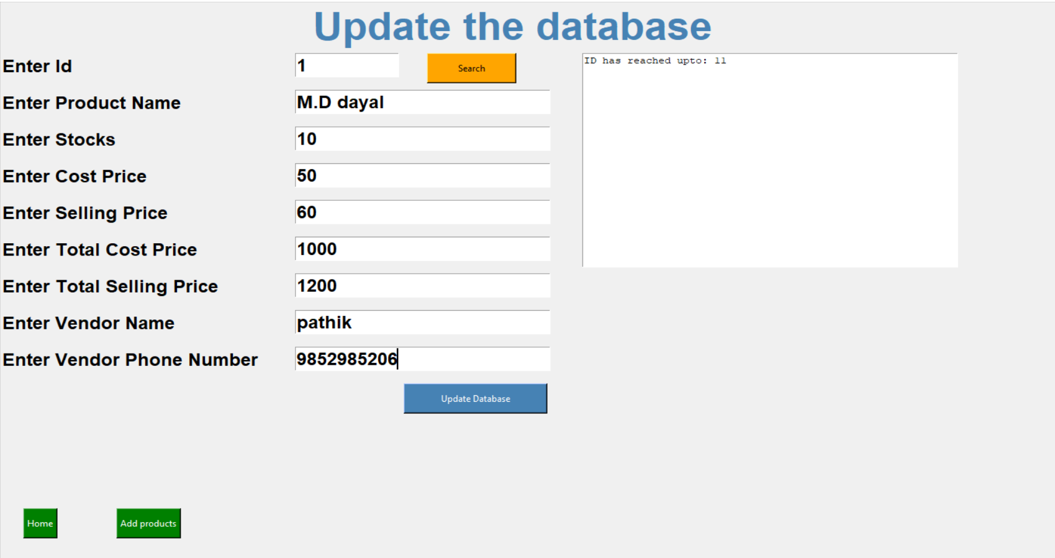 Update the database
Enter Id 1 Search
ID has reached upto: 11
Enter Product Name M.D dayal
Enter Stocks 10
Enter Cost Price 50
Enter Selling Price 60
Enter Total Cost Price 1000
Enter Total Selling Price 1200
Enter Vendor Name pathik
Enter Vendor Phone Number 9852985206
Update Database
Home Add products